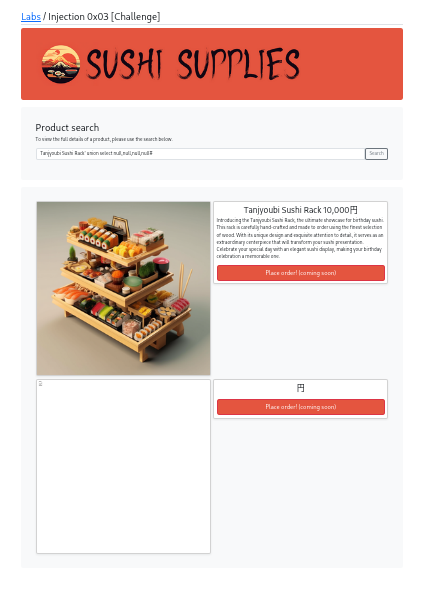 Labs / Injection 0x03 [Challenge]
SUSHI SUPPLIES
Product search
To view the full details of a product, please use the search below.
Tanjyoubi Sushi Rack' union select null,null,null,null#
Search
Tanjyoubi Sushi Rack 10,000円
Introducing the Tanjyoubi Sushi Rack, the ultimate showcase for birthday sushi.
This rack is carefully hand-crafted and made to order using the finest selection
of wood. With its unique design and exquisite attention to detail, it serves as an
extraordinary centerpiece that will transform your sushi presentation.
Celebrate your special day with an elegant sushi display, making your birthday
celebration a memorable one.
Place order! (coming soon)
円
Place order! (coming soon)